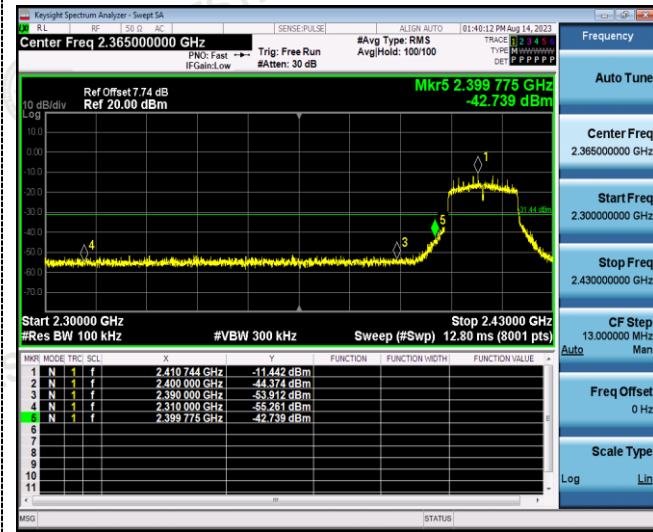 Keysight Spectrum Analyzer - Swept SA
RL RF 50 Ω AC SENSE:PULSE ALIGN AUTO 01:40:12 PM Aug 14, 2023
Center Freq 2.365000000 GHz
PNO: Fast
IFGain:Low
Trig: Free Run
#Atten: 30 dB
#Avg Type: RMS
Avg|Hold: 100/100
TRACE 1 2 3 4 5 6
TYPE M WWWWW
DET P P P P P P
Ref Offset 7.74 dB
10 dB/div Ref 20.00 dBm
Log
Mkr5 2.399 775 GHz
-42.739 dBm
10.0
0.00
-10.0
-20.0
-30.0
-40.0
-50.0
-60.0
-70.0
1
-31.44 dBm
5
4
3
Start 2.30000 GHz
Stop 2.43000 GHz
#Res BW 100 kHz #VBW 300 kHz Sweep (#Swp) 12.80 ms (8001 pts)
MKR MODE TRC SCL X Y FUNCTION FUNCTION WIDTH FUNCTION VALUE
1 N 1 f 2.410 744 GHz -11.442 dBm
2 N 1 f 2.400 000 GHz -44.374 dBm
3 N 1 f 2.390 000 GHz -53.912 dBm
4 N 1 f 2.310 000 GHz -55.261 dBm
5 N 1 f 2.399 775 GHz -42.739 dBm
6
7
8
9
10
11
MSG STATUS
Frequency
Auto Tune
Center Freq
2.365000000 GHz
Start Freq
2.300000000 GHz
Stop Freq
2.430000000 GHz
CF Step
13.000000 MHz
Auto Man
Freq Offset
0 Hz
Scale Type
Log Lin